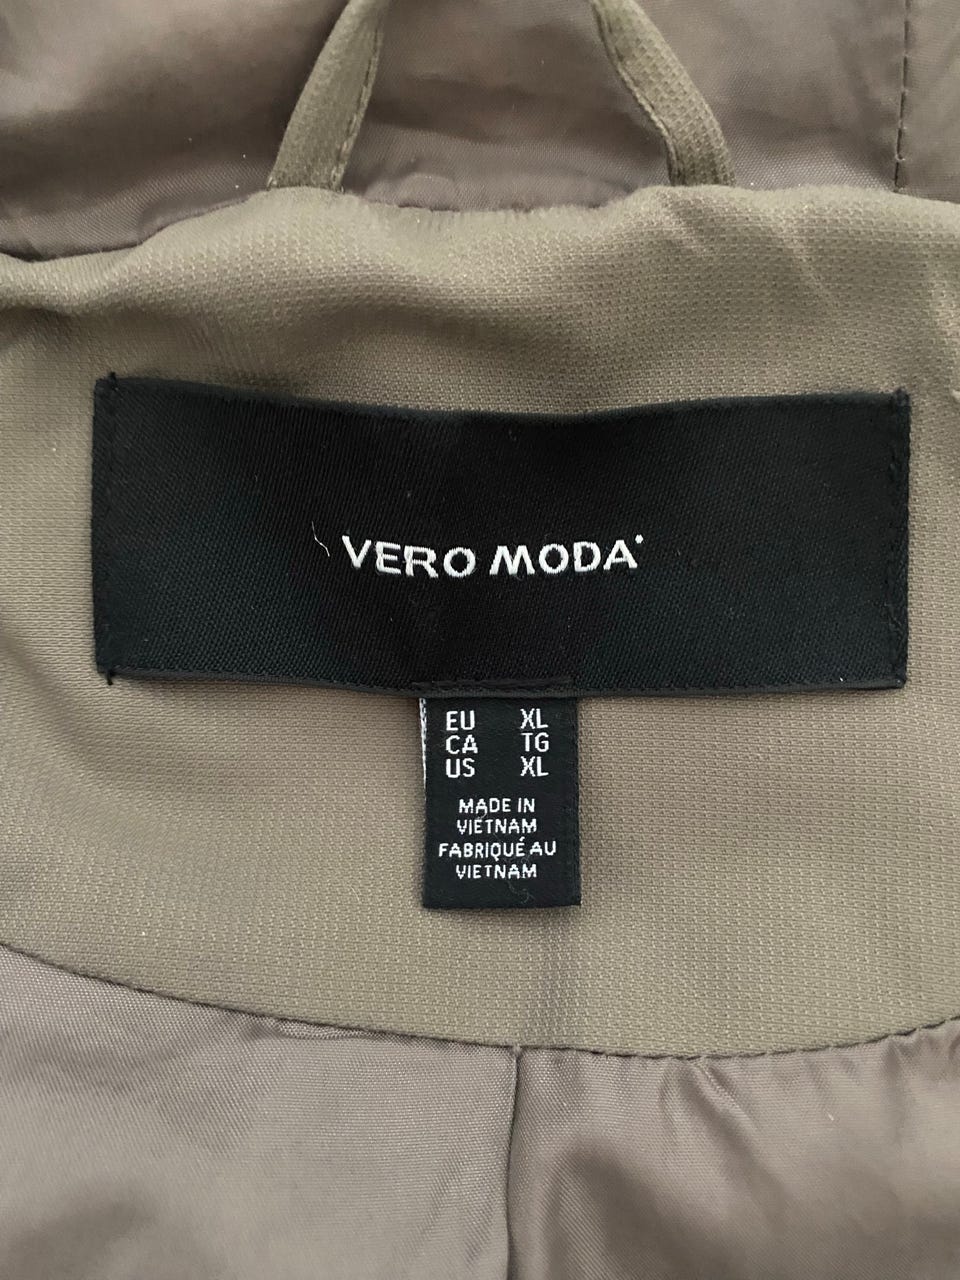 VERO MODA
EU XL
CA TG
US XL
MADE IN
VIETNAM
FABRIQUÉ AU
VIETNAM